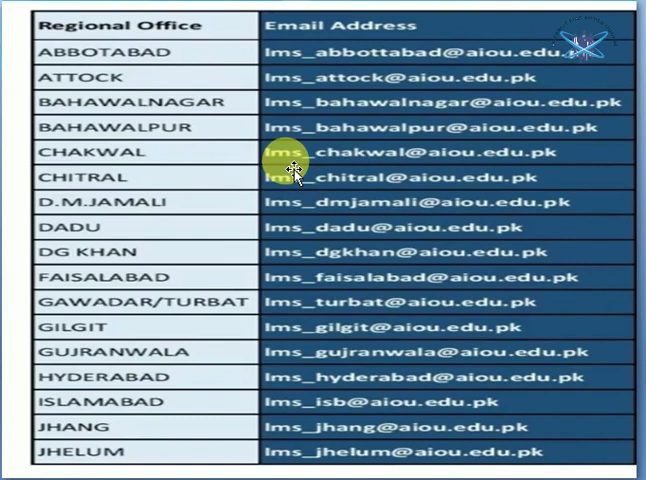 Regional Office Email Address
ABBOTABAD lms_abbottabad@aiou.edu.pk
ATTOCK lms_attock@aiou.edu.pk
BAHAWALNAGAR lms_bahawalnagar@aiou.edu.pk
BAHAWALPUR lms_bahawalpur@aiou.edu.pk
CHAKWAL lms_chakwal@aiou.edu.pk
CHITRAL lms_chitral@aiou.edu.pk
D.M.JAMALI lms_dmjamali@aiou.edu.pk
DADU lms_dadu@aiou.edu.pk
DG KHAN lms_dgkhan@aiou.edu.pk
FAISALABAD lms_faisalabad@aiou.edu.pk
GAWADAR/TURBAT lms_turbat@aiou.edu.pk
GILGIT lms_gilgit@aiou.edu.pk
GUJRANWALA lms_gujranwala@aiou.edu.pk
HYDERABAD lms_hyderabad@aiou.edu.pk
ISLAMABAD lms_isb@aiou.edu.pk
JHANG lms_jhang@aiou.edu.pk
JHELUM lms_jhelum@aiou.edu.pk